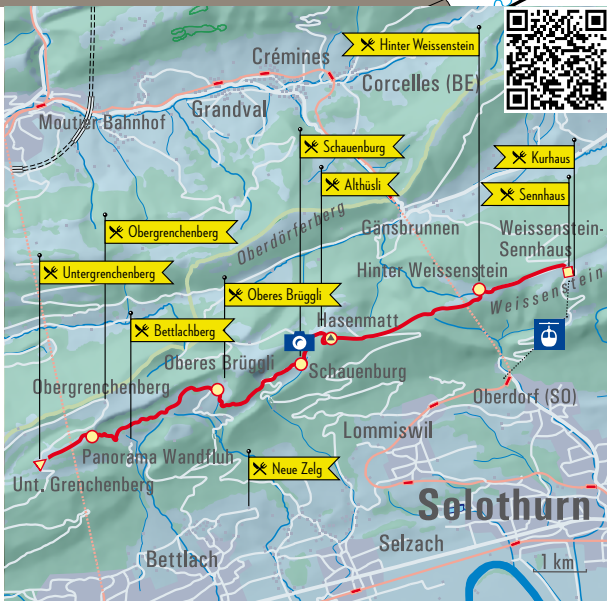 Hinter Weissenstein
Crémines
Corcelles (BE)
Grandval
Moutier Bahnhof
Schauenburg
Kurhaus
Althüsli
Sennhaus
Obergrenchenberg
Oberdörferberg
Gänsbrunnen
Weissenstein-
Sennhaus
Untergrenchenberg
Hinter Weissenstein
Oberes Brüggli
Weissenstein
Bettlachberg
Hasenmatt
Oberes Brüggli
Schauenburg
Obergrenchenberg
Oberdorf (SO)
Lommiswil
Panorama Wandfluh
Neue Zelg
Unt. Grenchenberg
Solothurn
Selzach
Bettlach
1 km